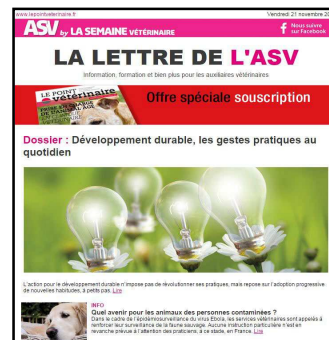 www.lepointveterinaire.fr
Vendredi 21 novembre 20
ASV by LA SEMAINE VÉTÉRINAIRE
f Nous suivre
sur Facebook
LA LETTRE DE L'ASV
Information, formation et bien plus pour les auxiliaires vétérinaires
LE POINT
vétérinaire
Offre spéciale souscription
Dossier : Développement durable, les gestes pratiques au
quotidien
L'action pour le développement durable n'impose pas de révolutionner ses pratiques, mais repose sur l'adoption progressive
de nouvelles habitudes, à petits pas. Lire
INFO
Quel avenir pour les animaux des personnes contaminées ?
Dans le cadre de l'épidémiosurveillance du virus Ebola, les services vétérinaires sont appelés à
renforcer leur surveillance de la faune sauvage. Aucune instruction particulière n'est en
revanche prévue à l'attention des praticiens, à ce stade, en France. Lire